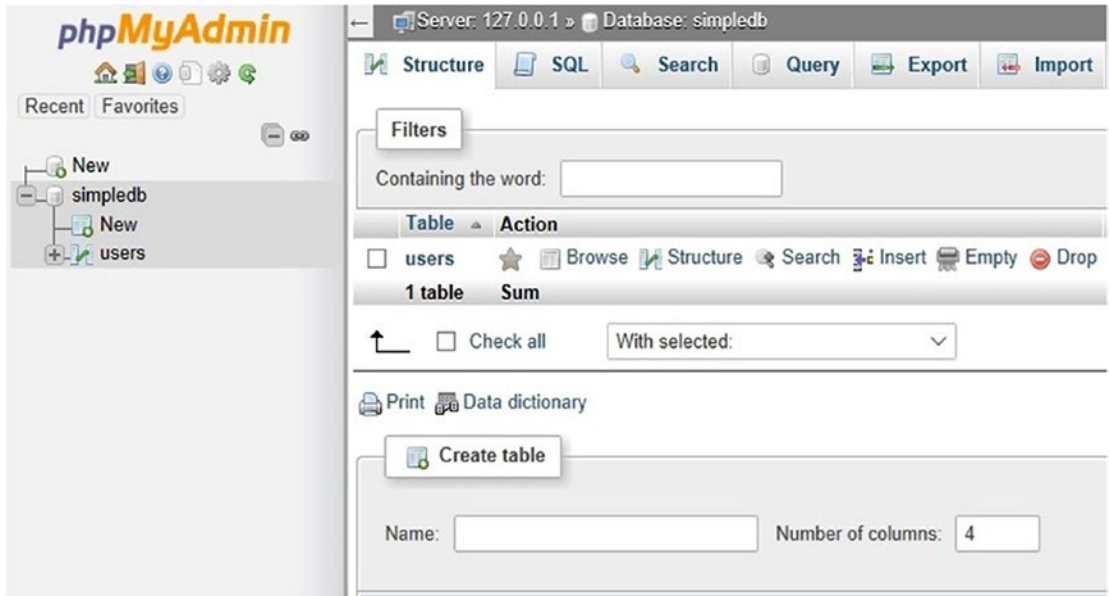 phpMyAdmin
Recent Favorites
New
simpledb
New
users
Server: 127.0.0.1 » Database: simpledb
Structure SQL Search Query Export Import
Filters
Containing the word:
Table Action
users Browse Structure Search Insert Empty Drop
1 table Sum
Check all With selected:
Print Data dictionary
Create table
Name: Number of columns: 4